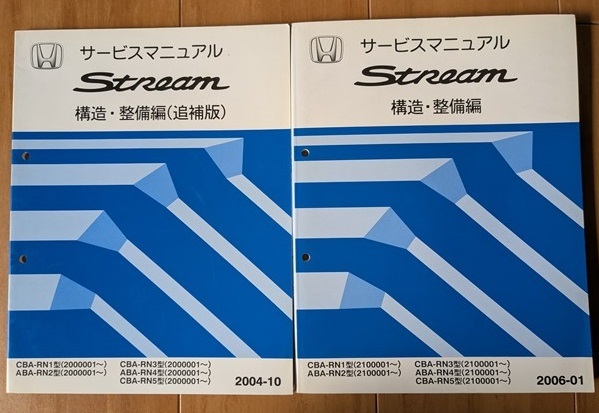 サービスマニュアル
Stream
構造・整備編(追補版)
CBA-RN1型(2000001〜) CBA-RN3型(2000001〜)
ABA-RN2型(2000001〜) ABA-RN4型(2000001〜)
CBA-RN5型(2000001〜)
2004-10
サービスマニュアル
Stream
構造・整備編
CBA-RN1型(2100001〜) CBA-RN3型(2100001〜)
ABA-RN2型(2100001〜) ABA-RN4型(2100001〜)
CBA-RN5型(2100001〜)
2006-01